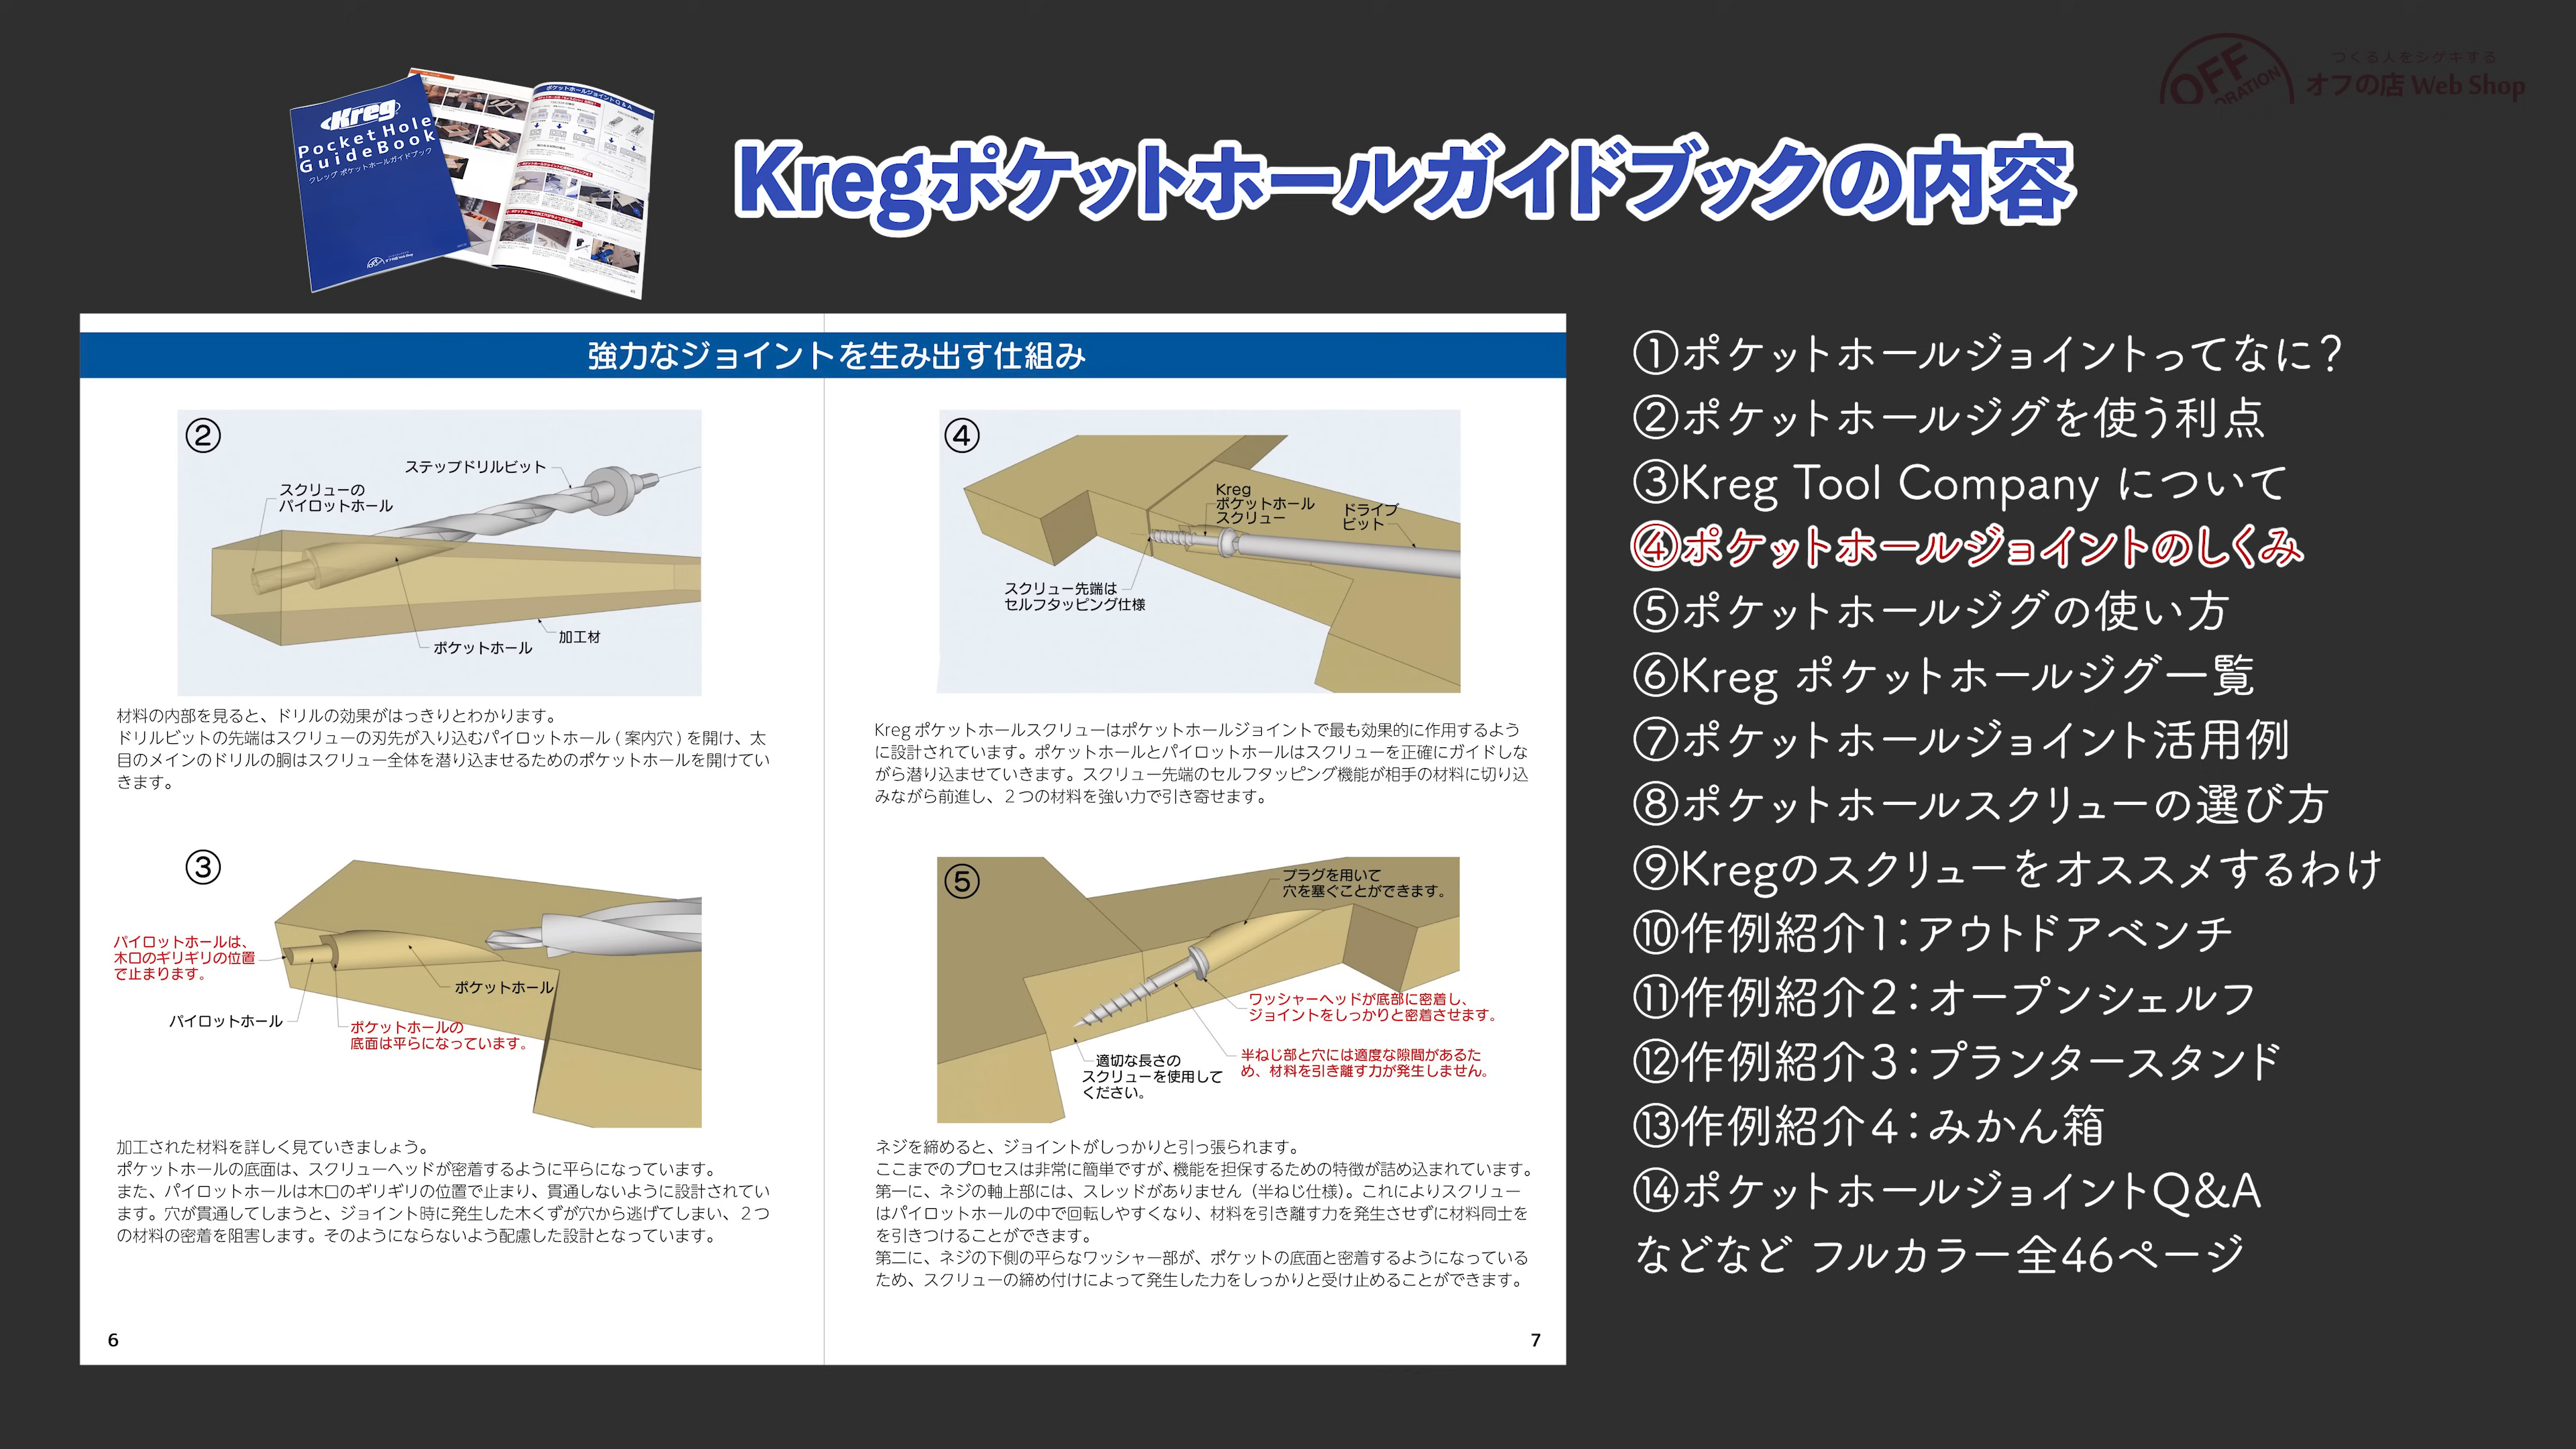 つくる人をシゲキする
オフの店 Web Shop
OFF
Kreg
Pocket Hole
GuideBook
クレッグ ポケットホールガイドブック
ポケットホールジョイントQ&A
Kregポケットホールガイドブックの内容
強力なジョイントを生み出す仕組み
②
ステップドリルビット
スクリューの
パイロットホール
ポケットホール
加工材
材料の内部を見ると、ドリルの効果がはっきりとわかります。
ドリルビットの先端はスクリューの刃先が入り込むパイロットホール ( 案内穴 ) を開け、太
目のメインのドリルの胴はスクリュー全体を潜り込ませるためのポケットホールを開けてい
きます。
③
パイロットホールは、
木口のギリギリの位置
で止まります。
ポケットホール
パイロットホール
ポケットホールの
底面は平らになっています。
加工された材料を詳しく見ていきましょう。
ポケットホールの底面は、スクリューヘッドが密着するように平らになっています。
また、パイロットホールは木口のギリギリの位置で止まり、貫通しないように設計されてい
ます。穴が貫通してしまうと、ジョイント時に発生した木くずが穴から逃げてしまい、２つ
の材料の密着を阻害します。そのようにならないよう配慮した設計となっています。
6
④
Kreg
ポケットホール
スクリュー
ドライブ
ビット
スクリュー先端は
セルフタッピング仕様
Kreg ポケットホールスクリューはポケットホールジョイントで最も効果的に作用するよう
に設計されています。ポケットホールとパイロットホールはスクリューを正確にガイドしな
がら潜り込ませていきます。スクリュー先端のセルフタッピング機能が相手の材料に切り込
みながら前進し、２つの材料を強い力で引き寄せます。
⑤
プラグを用いて
穴を塞ぐことができます。
ワッシャーヘッドが底部に密着し、
ジョイントをしっかりと密着させます。
適切な長さの
スクリューを使用して
ください。
半ねじ部と穴には適度な隙間があるた
め、材料を引き離す力が発生しません。
ネジを締めると、ジョイントがしっかりと引っ張られます。
ここまでのプロセスは非常に簡単ですが、機能を担保するための特徴が詰め込まれています。
第一に、ネジの軸上部には、スレッドがありません（半ねじ仕様）。これによりスクリュー
はパイロットホールの中で回転しやすくなり、材料を引き離す力を発生させずに材料同士を
を引きつけることができます。
第二に、ネジの下側の平らなワッシャー部が、ポケットの底面と密着するようになっている
ため、スクリューの締め付けによって発生した力をしっかりと受け止めることができます。
7
①ポケットホールジョイントってなに？
②ポケットホールジグを使う利点
③Kreg Tool Company について
④ポケットホールジョイントのしくみ
⑤ポケットホールジグの使い方
⑥Kreg ポケットホールジグ一覧
⑦ポケットホールジョイント活用例
⑧ポケットホールスクリューの選び方
⑨Kregのスクリューをオススメするわけ
⑩作例紹介1：アウトドアベンチ
⑪作例紹介2：オープンシェルフ
⑫作例紹介3：プランタースタンド
⑬作例紹介4：みかん箱
⑭ポケットホールジョイントQ&A
などなど フルカラー全46ページ